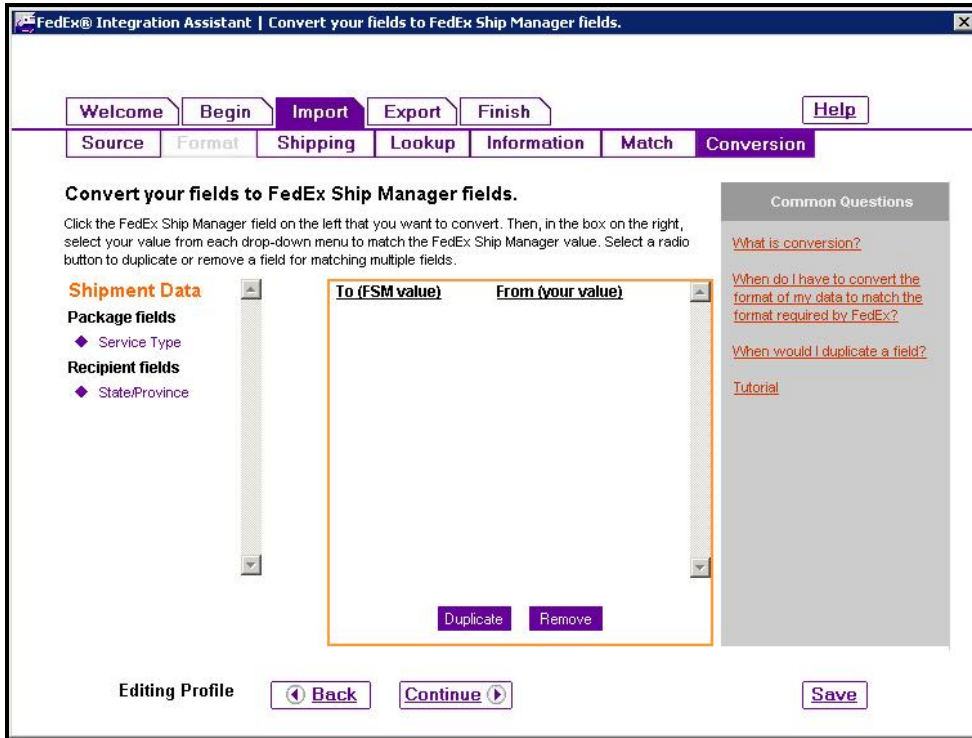 FedEx® Integration Assistant | Convert your fields to FedEx Ship Manager fields.
Welcome Begin Import Export Finish Help
Source Format Shipping Lookup Information Match Conversion
Convert your fields to FedEx Ship Manager fields.
Click the FedEx Ship Manager field on the left that you want to convert. Then, in the box on the right,
select your value from each drop-down menu to match the FedEx Ship Manager value. Select a radio
button to duplicate or remove a field for matching multiple fields.
Shipment Data
Package fields
Service Type
Recipient fields
State/Province
To (FSM value) From (your value)
Duplicate Remove
Common Questions
What is conversion?
When do I have to convert the
format of my data to match the
format required by FedEx?
When would I duplicate a field?
Tutorial
Editing Profile Back Continue Save